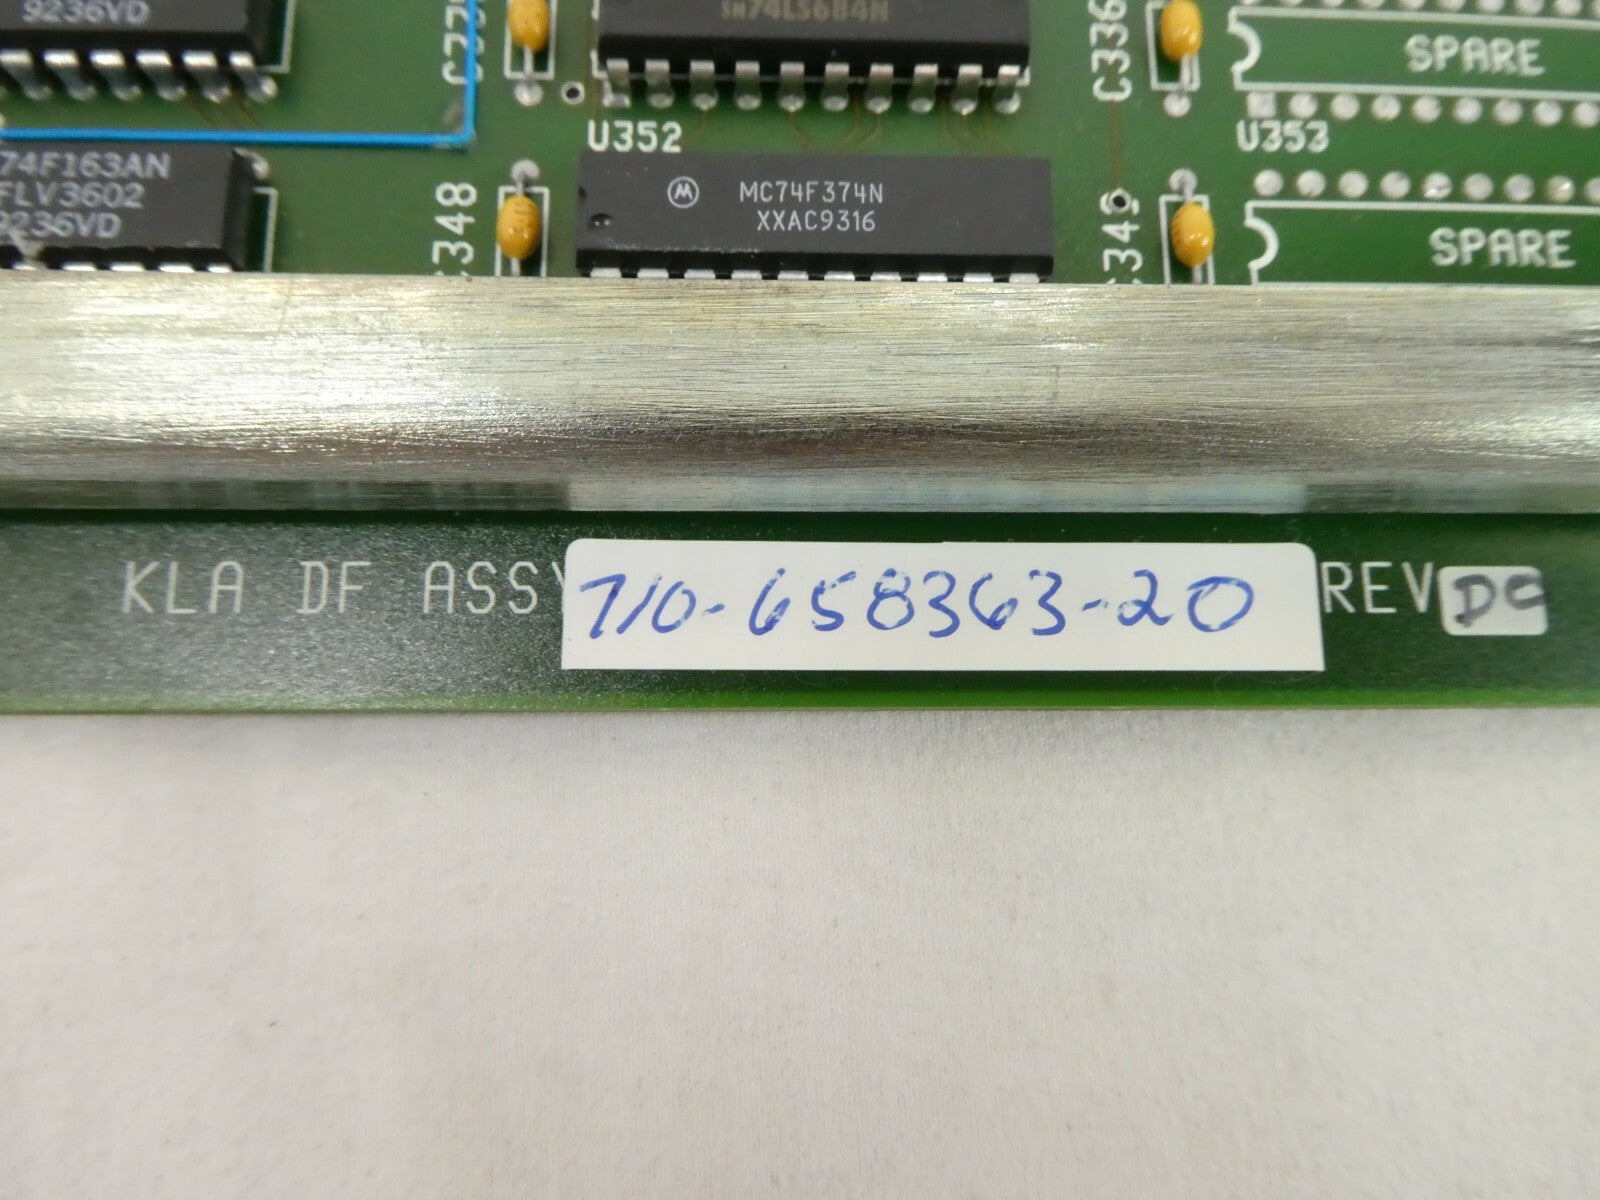 9236VD
SN74LS684N
C336
SPARE
U352
U353
74F163AN
FLV3602
9236VD
C348
MC74F374N
XXAC9316
C349
SPARE
KLA DF ASSY 710-658363-20 REV DC